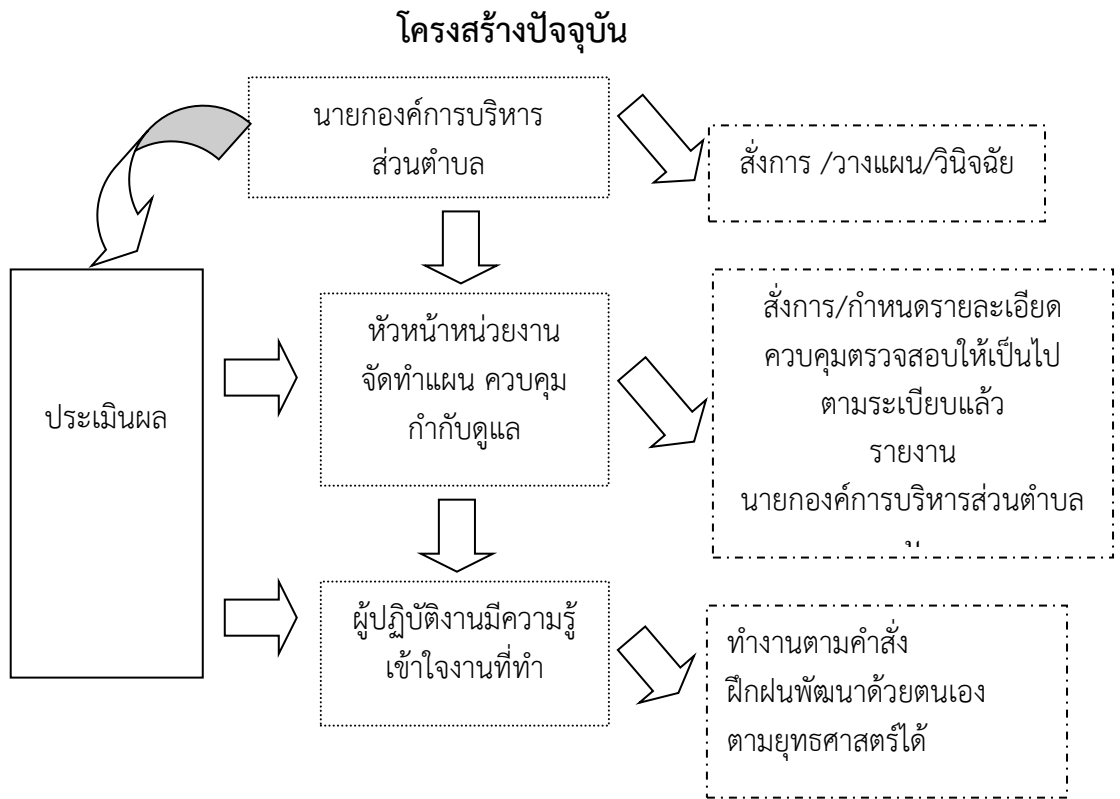 โครงสร้างปัจจุบัน
นายกองค์การบริหาร
ส่วนตำบล
สั่งการ /วางแผน/วินิจฉัย
หัวหน้าหน่วยงาน
จัดทำแผน ควบคุม
กำกับดูแล
สั่งการ/กำหนดรายละเอียด
ควบคุมตรวจสอบให้เป็นไป
ตามระเบียบแล้ว
รายงาน
นายกองค์การบริหารส่วนตำบล
ประเมินผล
ผู้ปฏิบัติงานมีความรู้
เข้าใจงานที่ทำ
ทำงานตามคำสั่ง
ฝึกฝนพัฒนาด้วยตนเอง
ตามยุทธศาสตร์ได้